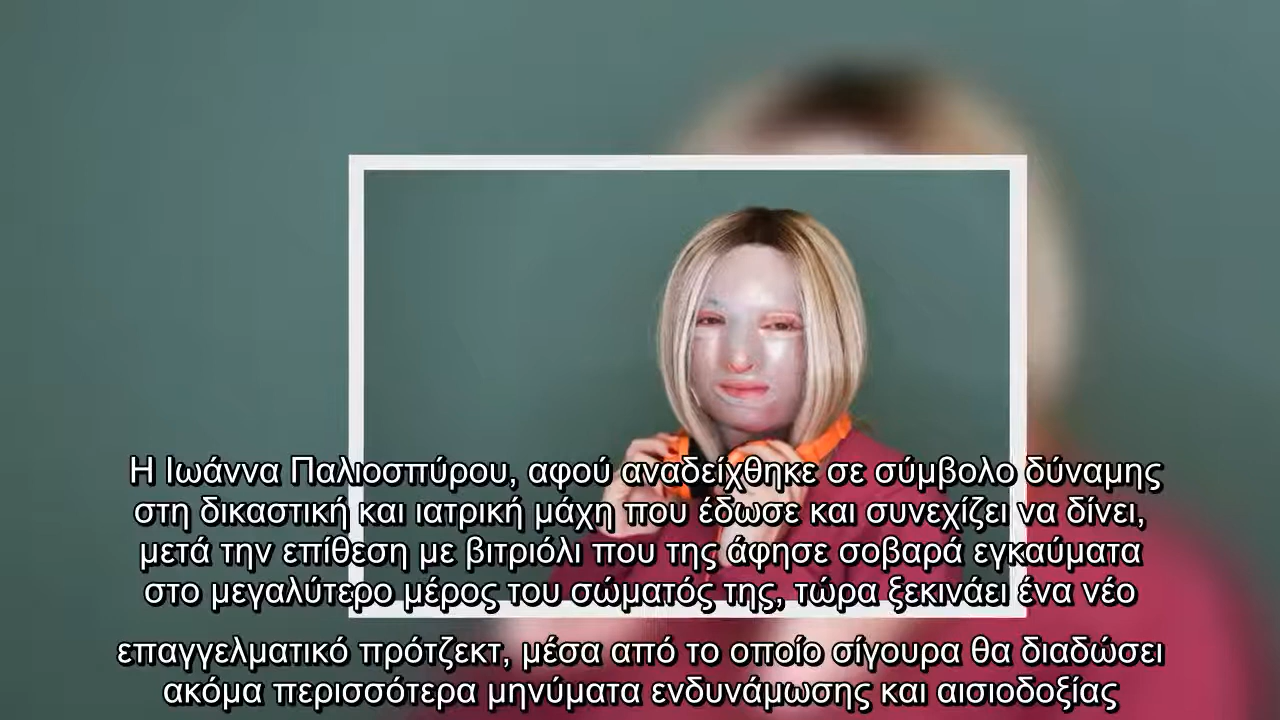 Η Ιωάννα Παλιοσπύρου, αφού αναδείχθηκε σε σύμβολο δύναμης
στη δικαστική και ιατρική μάχη που έδωσε και συνεχίζει να δίνει,
μετά την επίθεση με βιτριόλι που της άφησε σοβαρά εγκαύματα
στο μεγαλύτερο μέρος του σώματός της, τώρα ξεκινάει ένα νέο
επαγγελματικό πρότζεκτ, μέσα από το οποίο σίγουρα θα διαδώσει
ακόμα περισσότερα μηνύματα ενδυνάμωσης και αισιοδοξίας